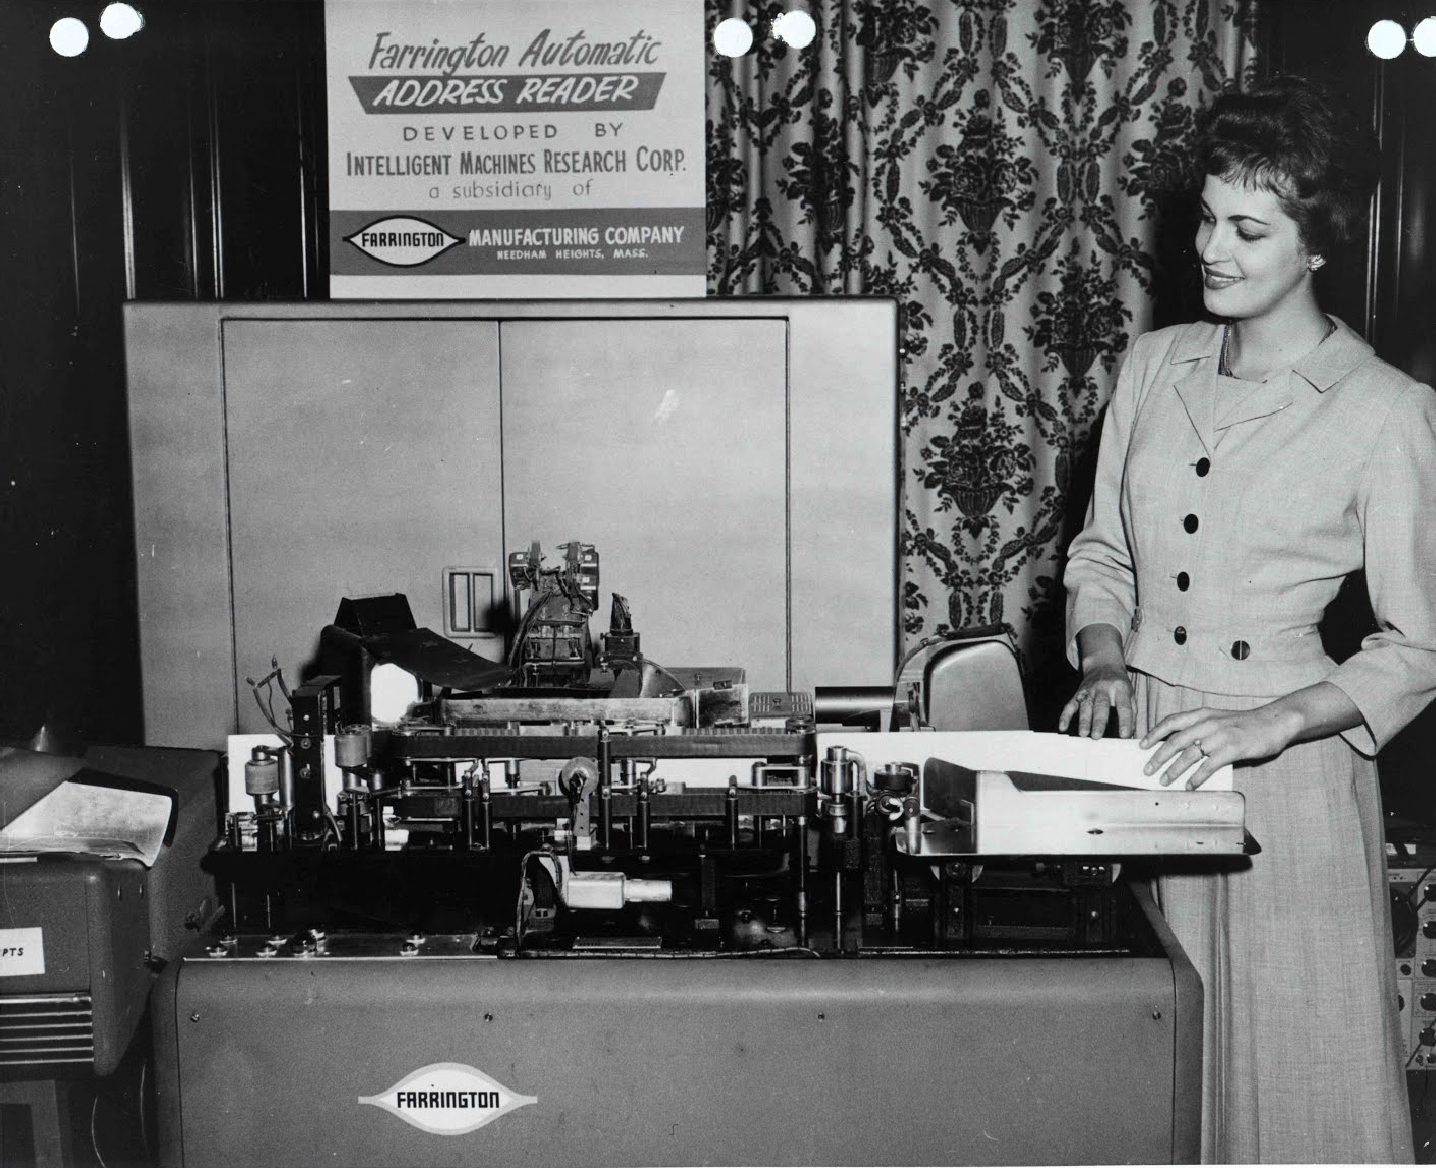 Farrington Automatic
ADDRESS READER
DEVELOPED BY
INTELLIGENT MACHINES RESEARCH CORP.
a subsidiary of
FARRINGTON MANUFACTURING COMPANY
NEEDHAM HEIGHTS, MASS.
PTS
FARRINGTON